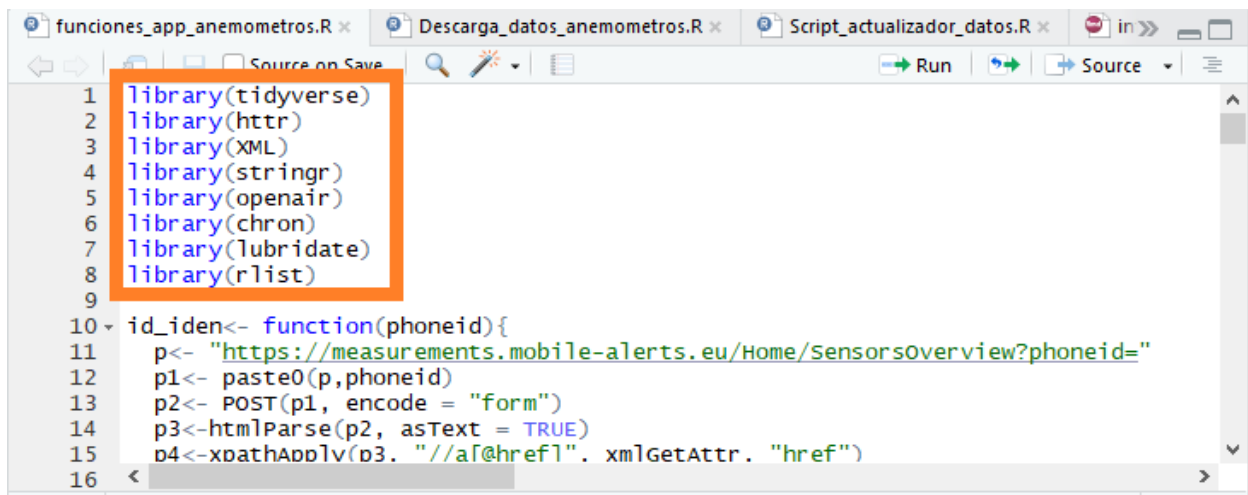 funciones_app_anemometros.R × Descarga_datos_anemometros.R × Script_actualizador_datos.R × in
Source on Save Run Source
1 library(tidyverse)
2 library(httr)
3 library(XML)
4 library(stringr)
5 library(openair)
6 library(chron)
7 library(lubridate)
8 library(rlist)
9
10 id_iden<- function(phoneid){
11 p<- "https://measurements.mobile-alerts.eu/Home/SensorsOverview?phoneid="
12 p1<- paste0(p,phoneid)
13 p2<- POST(p1, encode = "form")
14 p3<-htmlParse(p2, asText = TRUE)
15 p4<-xpathApply(p3, "//a[@href]", xmlGetAttr, "href")
16